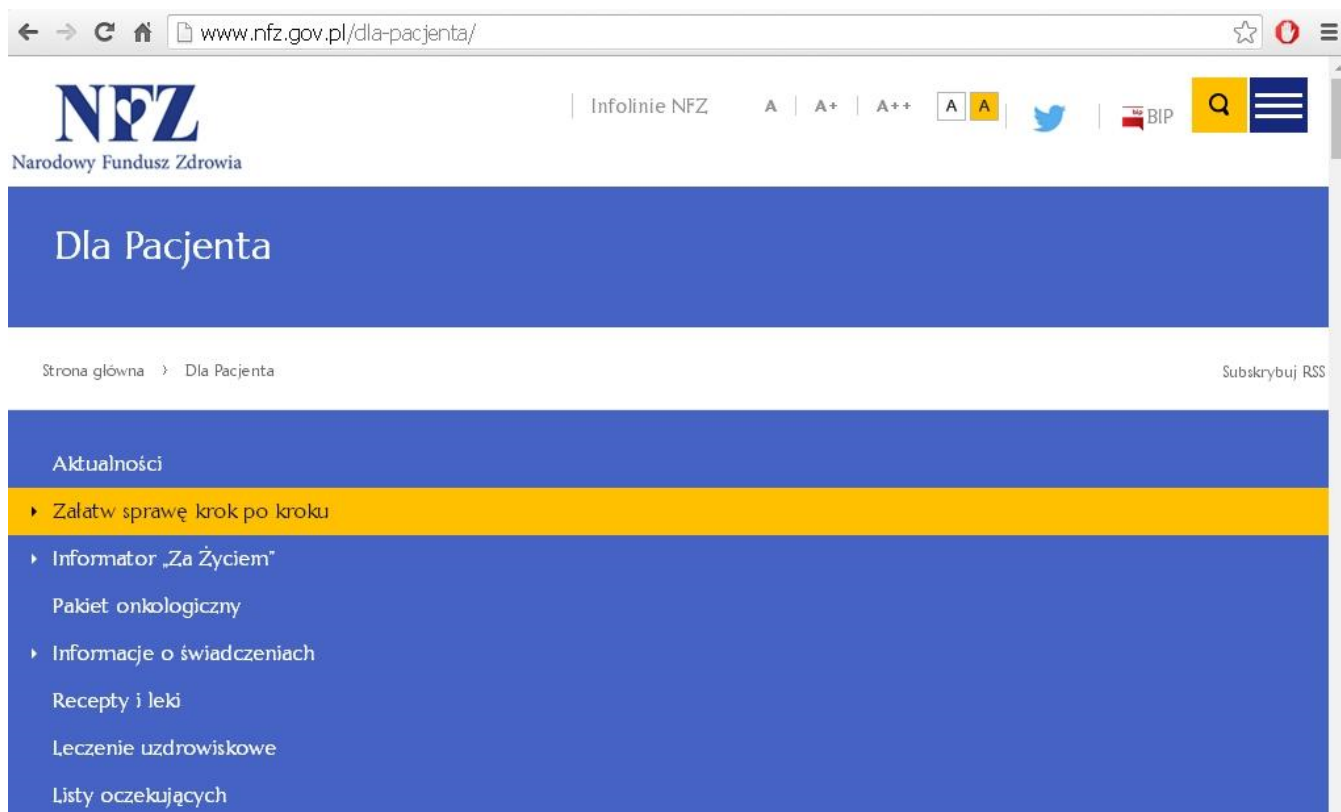 www.nfz.gov.pl/dla-pacjenta/
NFZ
Narodowy Fundusz Zdrowia
Infolinie NFZ A A+ A++ A A bip BIP
Dla Pacjenta
Strona główna › Dla Pacjenta Subskrybuj RSS
Aktualności
Załatw sprawę krok po kroku
Informator „Za Życiem”
Pakiet onkologiczny
Informacje o świadczeniach
Recepty i leki
Leczenie uzdrowiskowe
Listy oczekujących